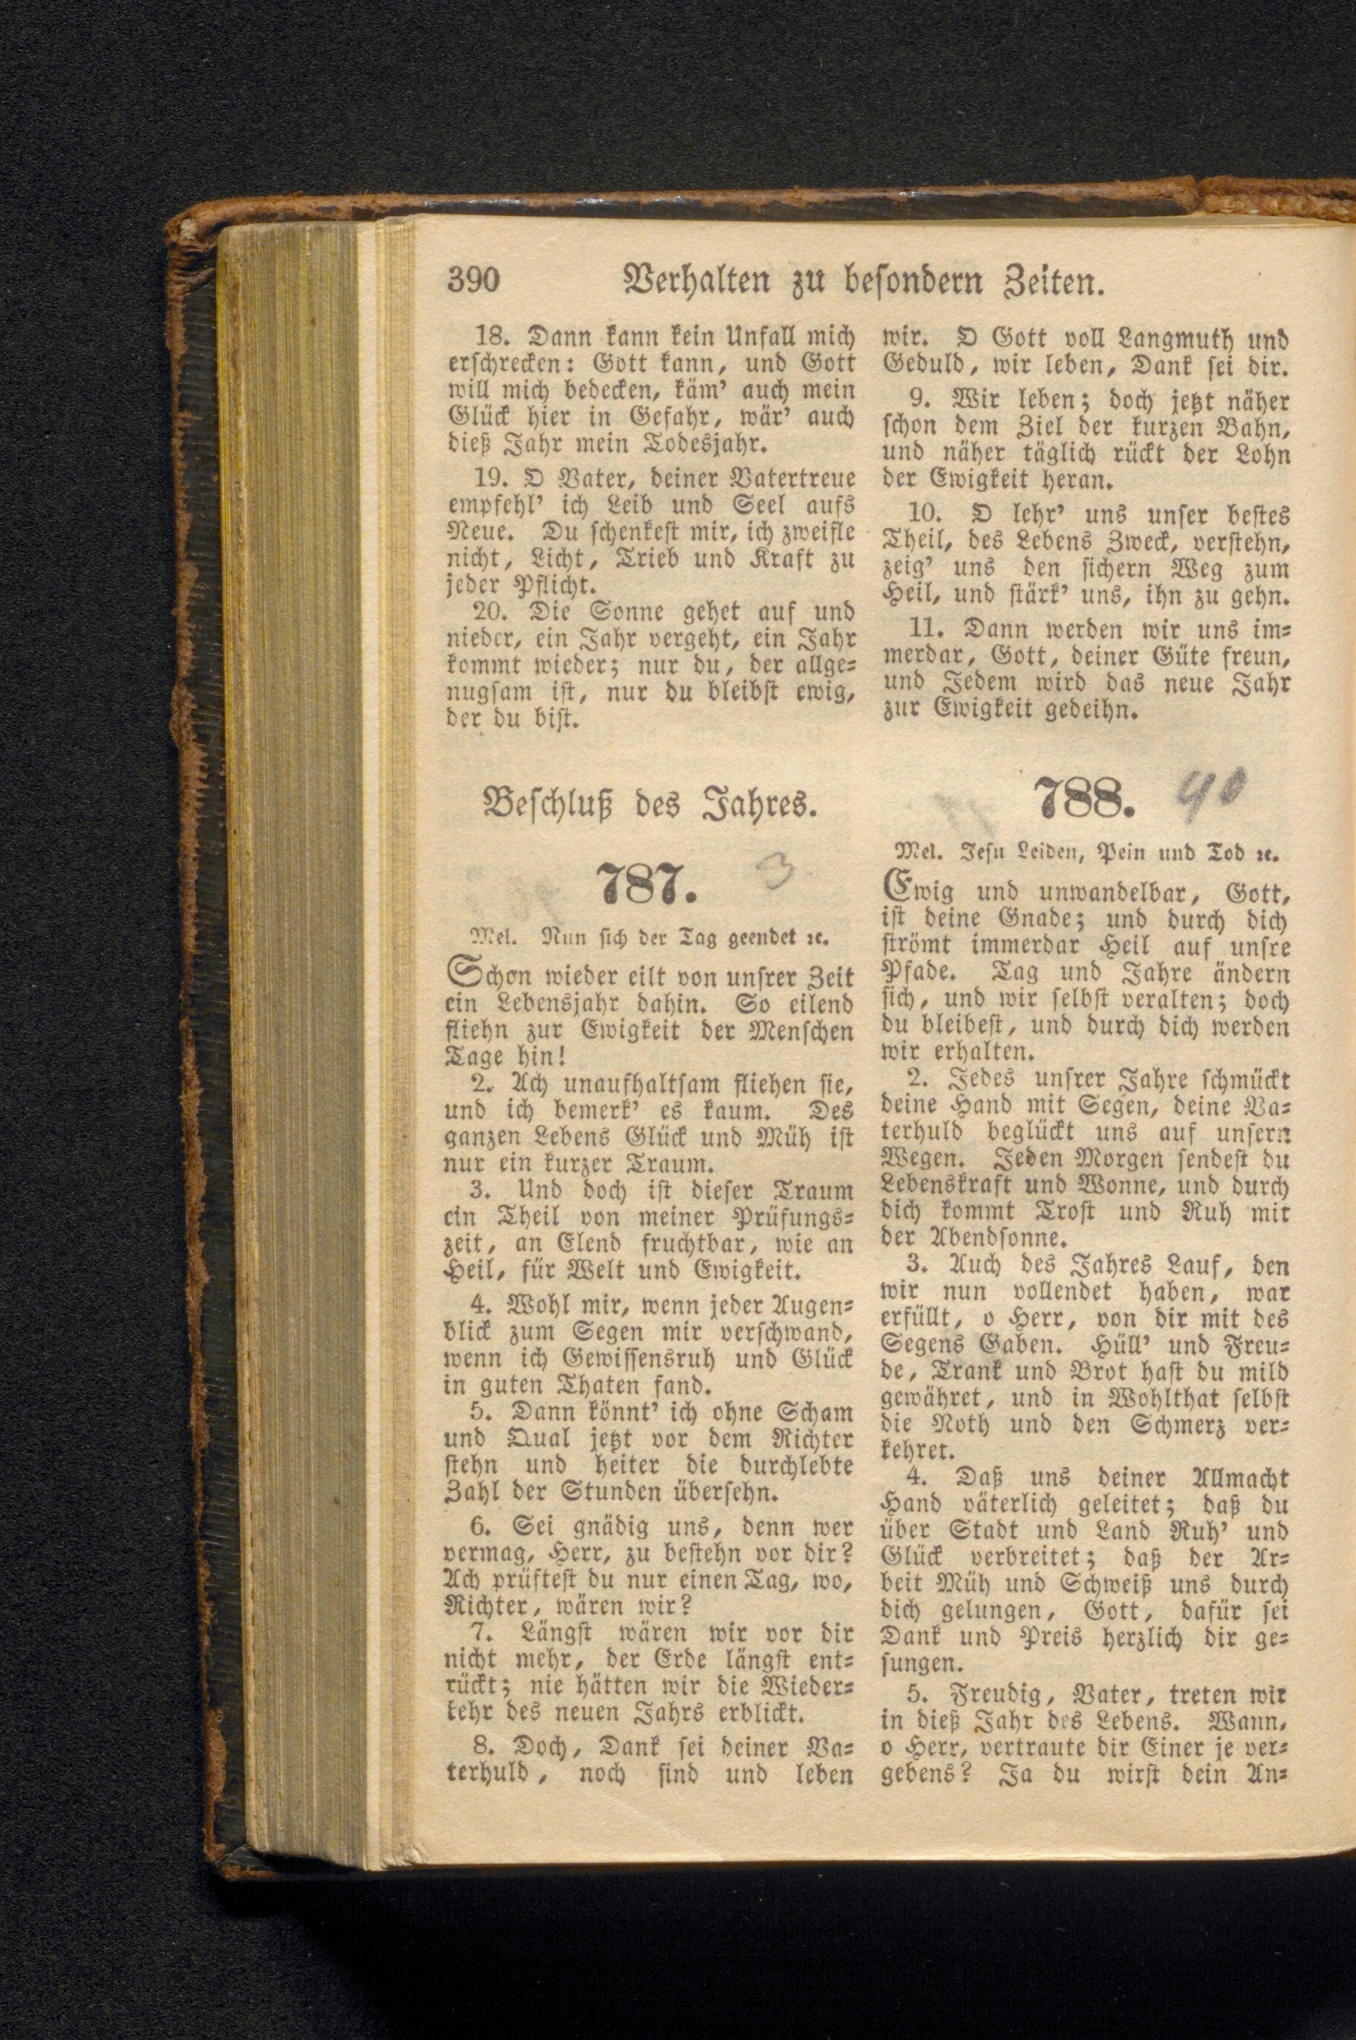 390 Verhalten zu besondern Zeiten.
18. Dann kann kein Unfall mich
erschrecken: Gott kann, und Gott
will mich bedecken, käm' auch mein
Glück hier in Gefahr, wär' auch
dieß Jahr mein Todesjahr.
19. O Vater, deiner Vatertreue
empfehl' ich Leib und Seel aufs
Neue. Du schenkest mir, ich zweifle
nicht, Licht, Trieb und Kraft zu
jeder Pflicht.
20. Die Sonne gehet auf und
nieder, ein Jahr vergeht, ein Jahr
kommt wieder; nur du, der allge-
nugsam ist, nur du bleibst ewig,
der du bist.
Beschluß des Jahres.
787. 3
Mel. Nun sich der Tag geendet ꝛc.
Schon wieder eilt von unsrer Zeit
ein Lebensjahr dahin. So eilend
fliehn zur Ewigkeit der Menschen
Tage hin!
2. Ach unaufhaltsam fliehen sie,
und ich bemerk' es kaum. Des
ganzen Lebens Glück und Müh ist
nur ein kurzer Traum.
3. Und doch ist dieser Traum
ein Theil von meiner Prüfungs-
zeit, an Elend fruchtbar, wie an
Heil, für Welt und Ewigkeit.
4. Wohl mir, wenn jeder Augen-
blick zum Segen mir verschwand,
wenn ich Gewissensruh und Glück
in guten Thaten fand.
5. Dann könnt' ich ohne Scham
und Qual jetzt vor dem Richter
stehn und heiter die durchlebte
Zahl der Stunden übersehn.
6. Sei gnädig uns, denn wer
vermag, Herr, zu bestehn vor dir?
Ach prüftest du nur einen Tag, wo,
Richter, wären wir?
7. Längst wären wir vor dir
nicht mehr, der Erde längst ent-
rückt; nie hätten wir die Wieder-
kehr des neuen Jahrs erblickt.
8. Doch, Dank sei deiner Va-
terhuld, noch sind und leben
wir. O Gott voll Langmuth und
Geduld, wir leben, Dank sei dir.
9. Wir leben; doch jetzt näher
schon dem Ziel der kurzen Bahn,
und näher täglich rückt der Lohn
der Ewigkeit heran.
10. O lehr' uns unser bestes
Theil, des Lebens Zweck, verstehn,
zeig' uns den sichern Weg zum
Heil, und stärk' uns, ihn zu gehn.
11. Dann werden wir uns im-
merdar, Gott, deiner Güte freun,
und Jedem wird das neue Jahr
zur Ewigkeit gedeihn.
788. 40
Mel. Jesu Leiden, Pein und Tod ꝛc.
Ewig und unwandelbar, Gott,
ist deine Gnade; und durch dich
strömt immerdar Heil auf unsre
Pfade. Tag und Jahre ändern
sich, und wir selbst veralten; doch
du bleibest, und durch dich werden
wir erhalten.
2. Jedes unsrer Jahre schmückt
deine Hand mit Segen, deine Va-
terhuld beglückt uns auf unsern
Wegen. Jeden Morgen sendest du
Lebenskraft und Wonne, und durch
dich kommt Trost und Ruh mit
der Abendsonne.
3. Auch des Jahres Lauf, den
wir nun vollendet haben, war
erfüllt, o Herr, von dir mit des
Segens Gaben. Hüll' und Freu-
de, Trank und Brot hast du mild
gewähret, und in Wohlthat selbst
die Noth und den Schmerz ver-
kehret.
4. Daß uns deiner Allmacht
Hand väterlich geleitet; daß du
über Stadt und Land Ruh' und
Glück verbreitet; daß der Ar-
beit Müh und Schweiß uns durch
dich gelungen, Gott, dafür sei
Dank und Preis herzlich dir ge-
sungen.
5. Freudig, Vater, treten wir
in dieß Jahr des Lebens. Wann,
o Herr, vertraute dir Einer je ver-
gebens? Ja du wirst dein An-